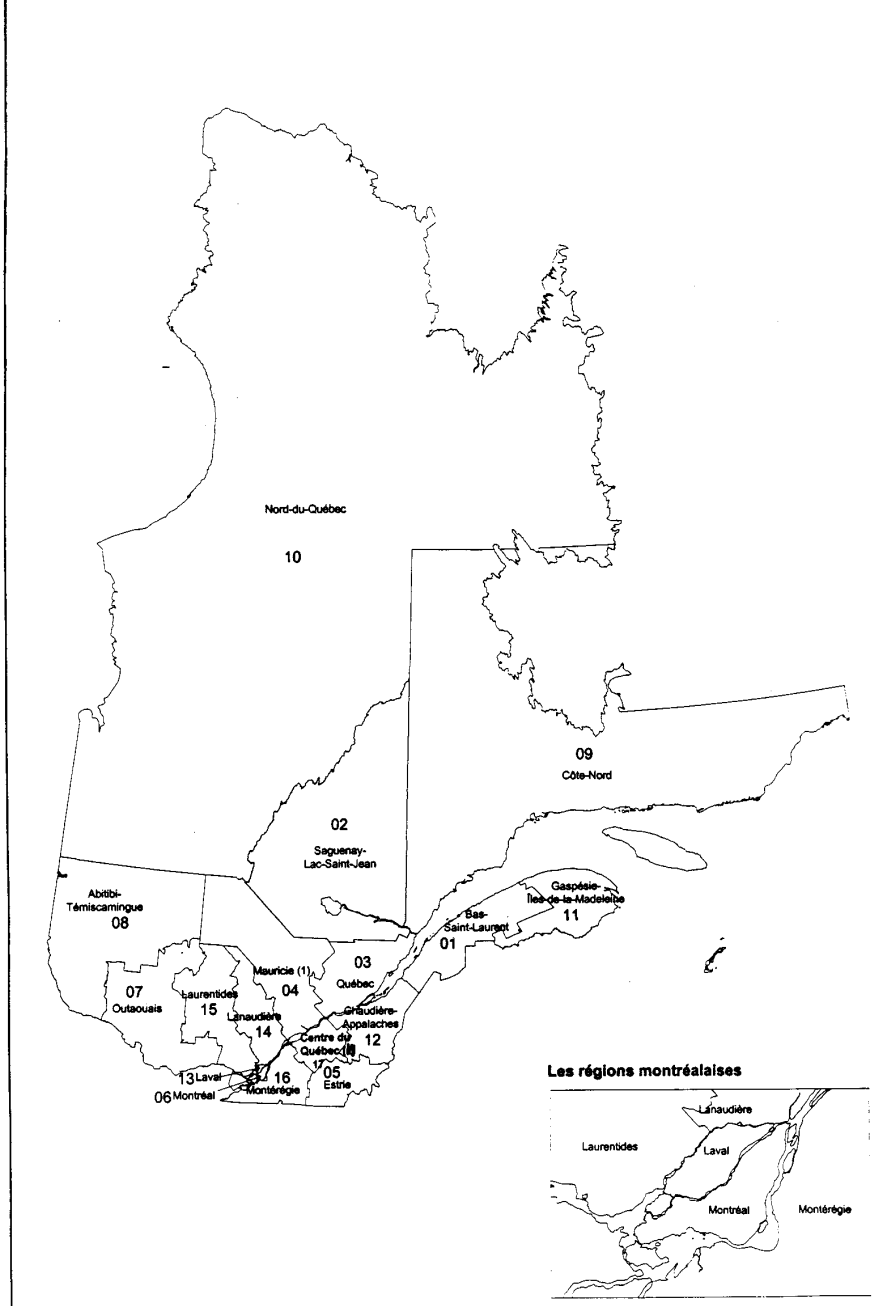 Nord-du-Québec
10
09
Côte-Nord
02
Saguenay-
Lac-Saint-Jean
Abitibi-
Témiscamingue
08
Gaspésie-
Îles-de-la-Madeleine
11
Bas-
Saint-Laurent
01
03
Québec
Mauricie (1)
04
07
Outaouais
Laurentides
15
Lanaudière
14
Chaudière-
Appalaches
12
Centre du
Québec
17
05
Estrie
13 Laval
06 Montréal
16
Montérégie
Les régions montréalaises
Lanaudière
Laurentides
Laval
Montréal
Montérégie